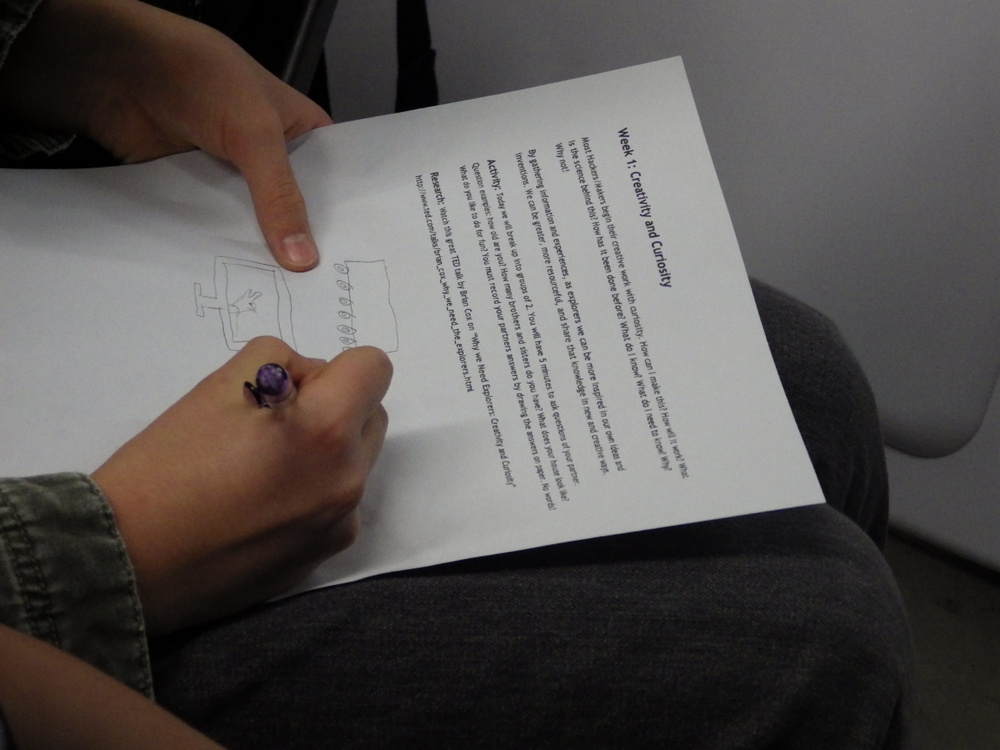 Week 1: Creativity and Curiosity
Most Hackers/Makers begin their creative work with curiosity. How can I make this? How will it work? What
is the science behind this? How has it been done before? What do I know? What do I need to know? Why?
Why not!
By gathering information and experiences, as explorers we can be more inspired in our own ideas and
inventions. We can be greater, more resourceful, and share that knowledge in new and creative ways.
Activity: Today we will break up into groups of 2. You will have 5 minutes to ask questions of your partner.
Question examples: how old are you? How many brothers and sisters do you have? What does your house look like?
What do you like to do for fun? You must record your partners answers by drawing the answers on paper. No words!
Research: Watch this great TED talk by Brian Cox on "Why we Need Explorers: Creativity and Curiosity"
http://www.ted.com/talks/brian_cox_why_we_need_the_explorers.html